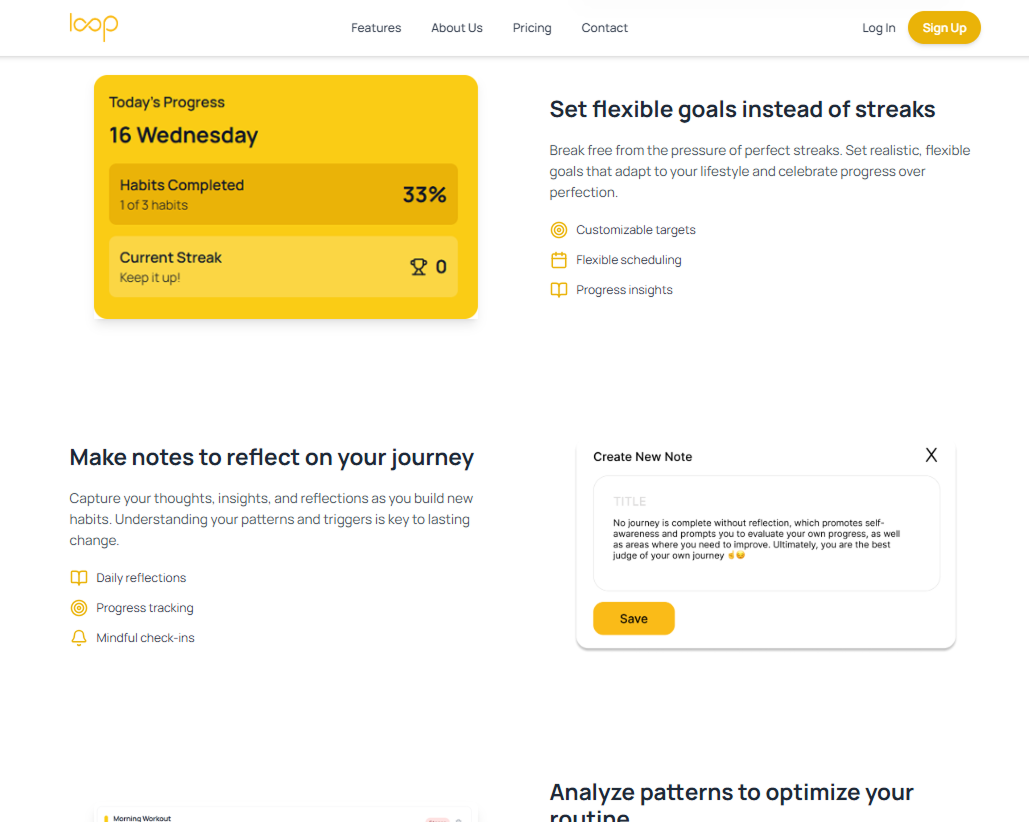 loop
Features About Us Pricing Contact Log In Sign Up
Today's Progress
16 Wednesday
Habits Completed
1 of 3 habits
33%
Current Streak
Keep it up!
0
Set flexible goals instead of streaks
Break free from the pressure of perfect streaks. Set realistic, flexible
goals that adapt to your lifestyle and celebrate progress over
perfection.
Customizable targets
Flexible scheduling
Progress insights
Make notes to reflect on your journey
Capture your thoughts, insights, and reflections as you build new
habits. Understanding your patterns and triggers is key to lasting
change.
Daily reflections
Progress tracking
Mindful check-ins
Create New Note
X
TITLE
No journey is complete without reflection, which promotes self-
awareness and prompts you to evaluate your own progress, as well
as areas where you need to improve. Ultimately, you are the best
judge of your own journey ☝️😄
Save
Morning Workout
Analyze patterns to optimize your
routine